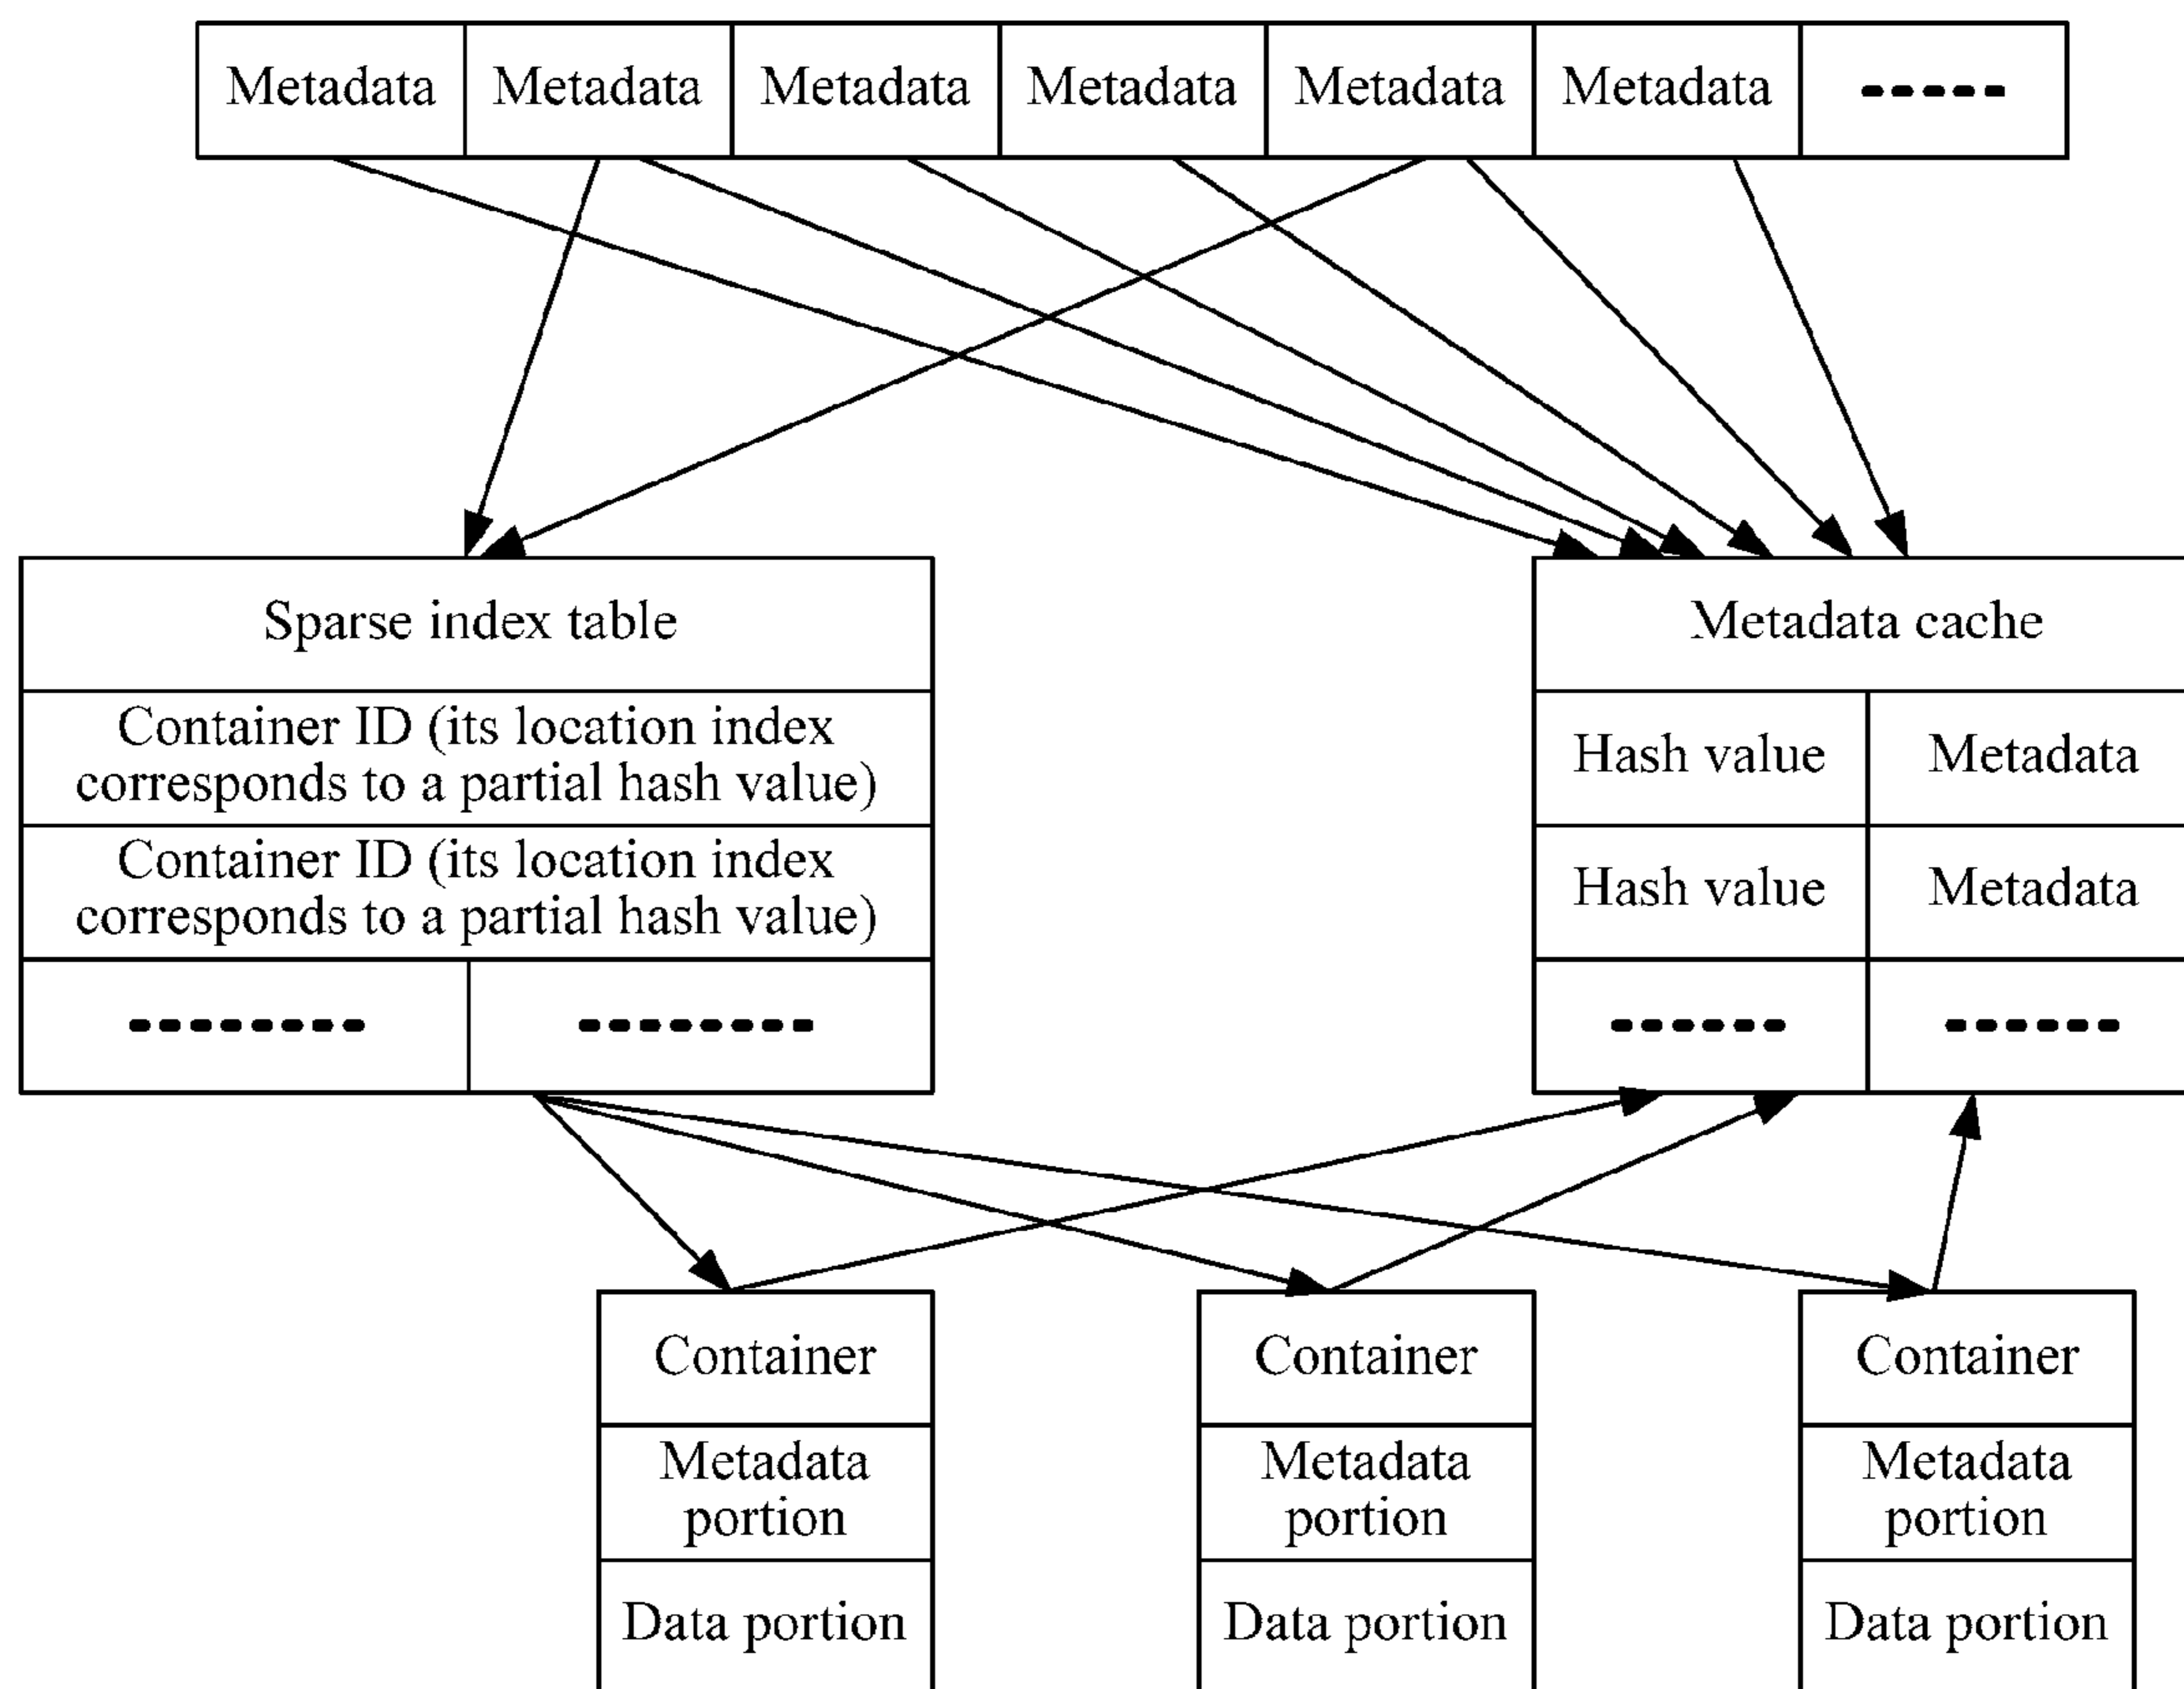 Metadata Metadata Metadata Metadata Metadata Metadata -----
Sparse index table
Metadata cache
Container ID (its location index
corresponds to a partial hash value)
Hash value Metadata
Container ID (its location index
corresponds to a partial hash value)
Hash value Metadata
-------- --------
------ ------
Container Container Container
Metadata
portion
Metadata
portion
Metadata
portion
Data portion Data portion Data portion